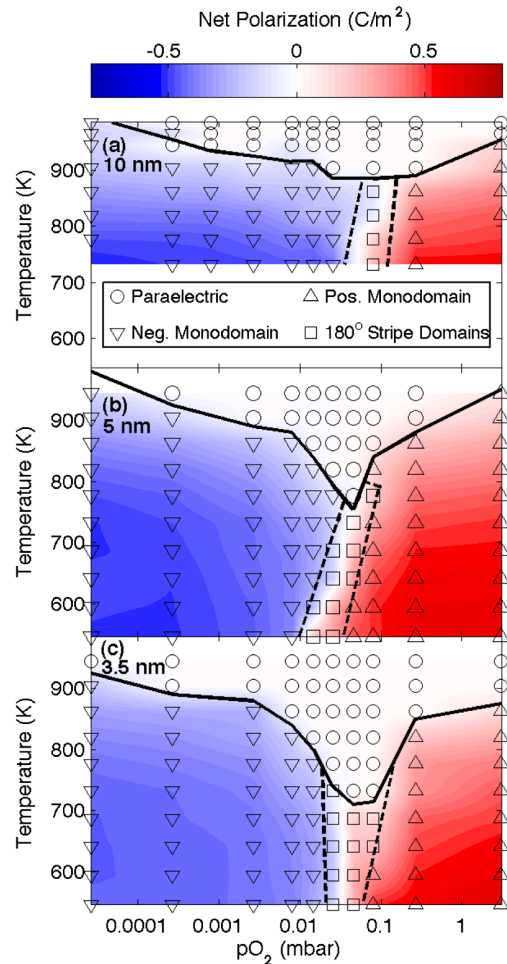 Net Polarization (C/m²)
-0.5 0 0.5
(a)
10 nm
900
800
700
600
Temperature (K)
○ Paraelectric △ Pos. Monodomain
▽ Neg. Monodomain □ 180° Stripe Domains
(b)
5 nm
900
800
700
600
Temperature (K)
(c)
3.5 nm
900
800
700
600
Temperature (K)
0.0001 0.001 0.01 0.1 1
pO₂ (mbar)